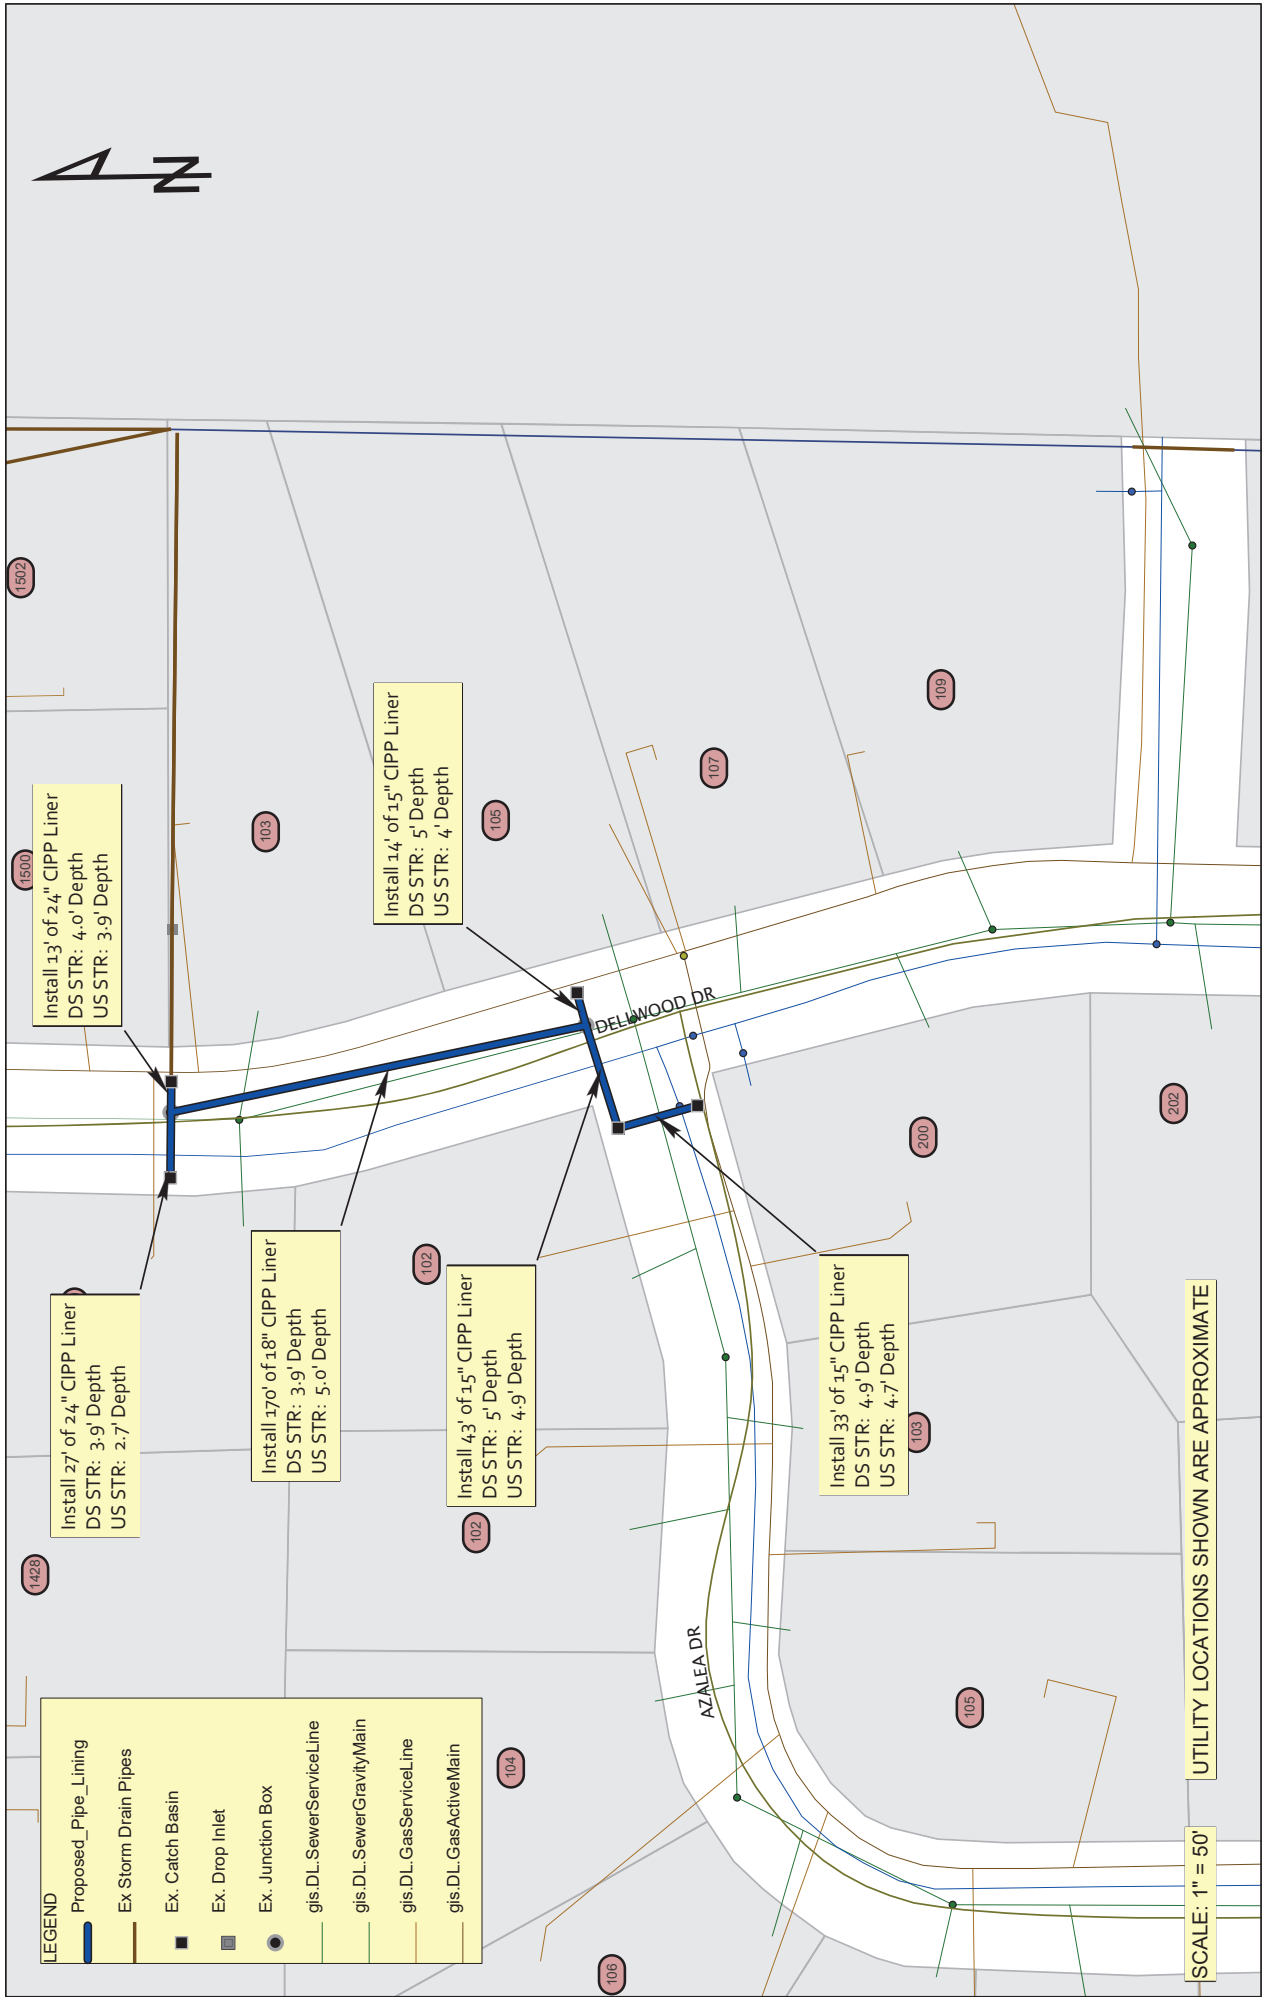 N
1502
1500
Install 13' of 24" CIPP Liner
DS STR: 4.0' Depth
US STR: 3.9' Depth
103
Install 14' of 15" CIPP Liner
DS STR: 5' Depth
US STR: 4' Depth
105
107
109
DELLWOOD DR
Install 27' of 24" CIPP Liner
DS STR: 3.9' Depth
US STR: 2.7' Depth
Install 170' of 18" CIPP Liner
DS STR: 3.9' Depth
US STR: 5.0' Depth
102
Install 43' of 15" CIPP Liner
DS STR: 5' Depth
US STR: 4.9' Depth
Install 33' of 15" CIPP Liner
DS STR: 4.9' Depth
US STR: 4.7' Depth
200
202
103
102
1428
AZALEA DR
104
105
106
LEGEND
Proposed_Pipe_Lining
Ex Storm Drain Pipes
Ex. Catch Basin
Ex. Drop Inlet
Ex. Junction Box
gis.DL.SewerServiceLine
gis.DL.SewerGravityMain
gis.DL.GasServiceLine
gis.DL.GasActiveMain
SCALE: 1" = 50'
UTILITY LOCATIONS SHOWN ARE APPROXIMATE